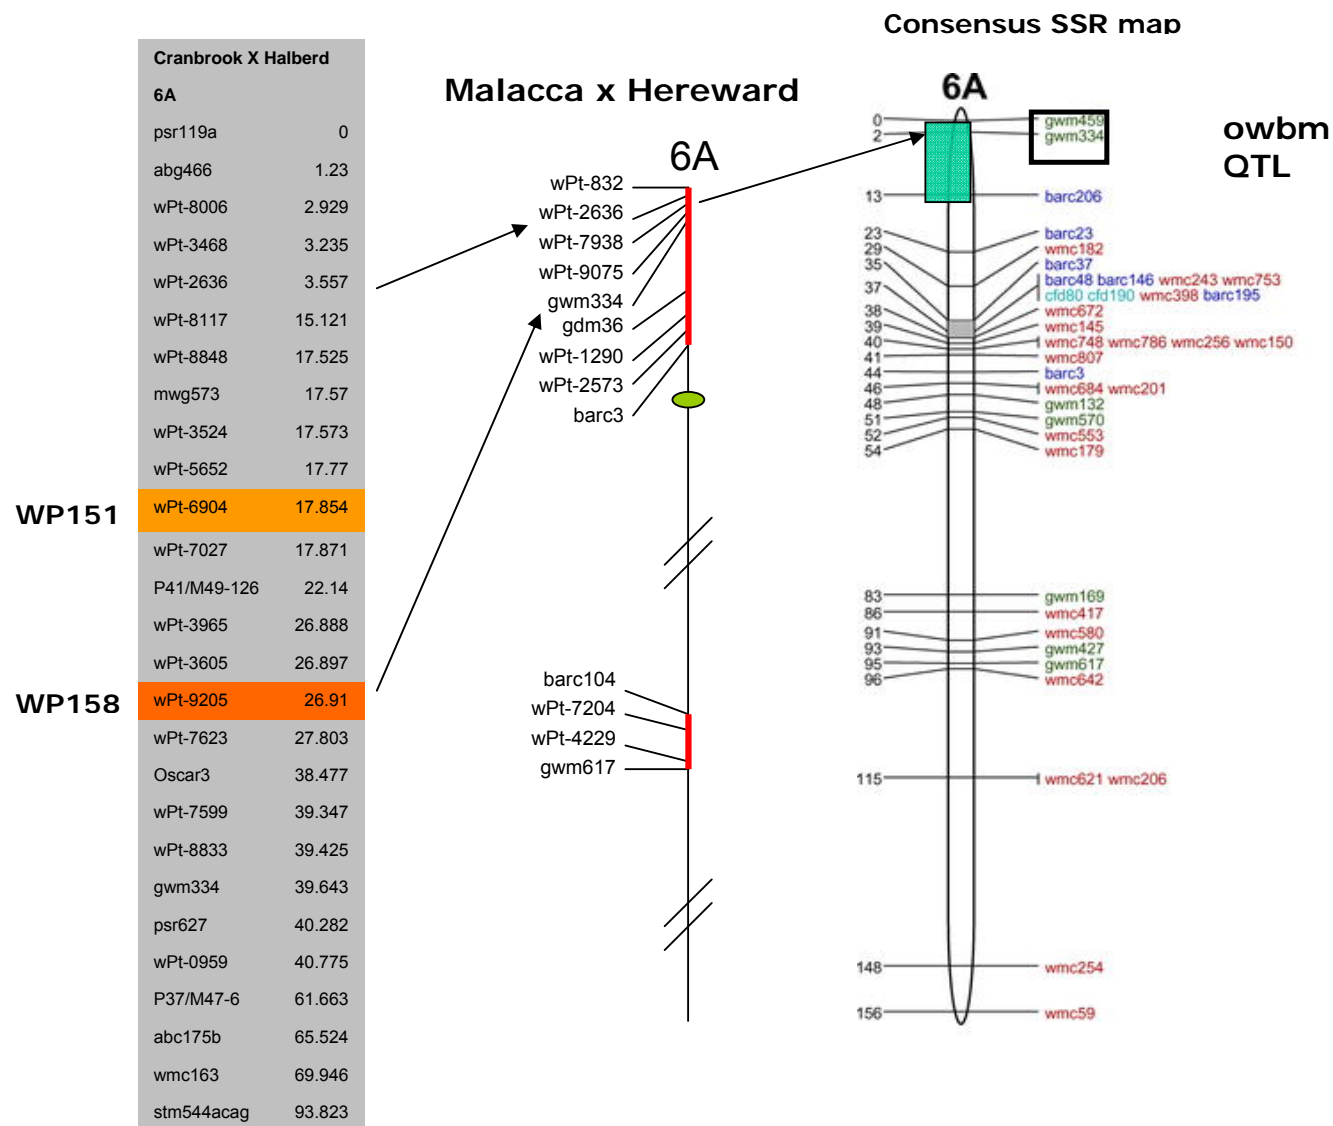 Consensus SSR map
Cranbrook X Halberd
6A
psr119a 0
abg466 1.23
wPt-8006 2.929
wPt-3468 3.235
wPt-2636 3.557
wPt-8117 15.121
wPt-8848 17.525
mwg573 17.57
wPt-3524 17.573
wPt-5652 17.77
WP151 wPt-6904 17.854
wPt-7027 17.871
P41/M49-126 22.14
wPt-3965 26.888
wPt-3605 26.897
WP158 wPt-9205 26.91
wPt-7623 27.803
Oscar3 38.477
wPt-7599 39.347
wPt-8833 39.425
gwm334 39.643
psr627 40.282
wPt-0959 40.775
P37/M47-6 61.663
abc175b 65.524
wmc163 69.946
stm544acag 93.823
Malacca x Hereward
6A
wPt-832
wPt-2636
wPt-7938
wPt-9075
gwm334
gdm36
wPt-1290
wPt-2573
barc3
barc104
wPt-7204
wPt-4229
gwm617
6A
0 gwm459
2 gwm334
owbm
QTL
13 barc206
23 barc23
29 wmc182
35 barc37
37 barc48 barc146 wmc243 wmc753
cfd80 cfd190 wmc398 barc195
38 wmc672
39 wmc145
40 wmc748 wmc786 wmc256 wmc150
41 wmc807
44 barc3
46 wmc684 wmc201
48 gwm132
51 gwm570
52 wmc553
54 wmc179
83 gwm169
86 wmc417
91 wmc580
93 gwm427
95 gwm617
96 wmc642
115 wmc621 wmc206
148 wmc254
156 wmc59